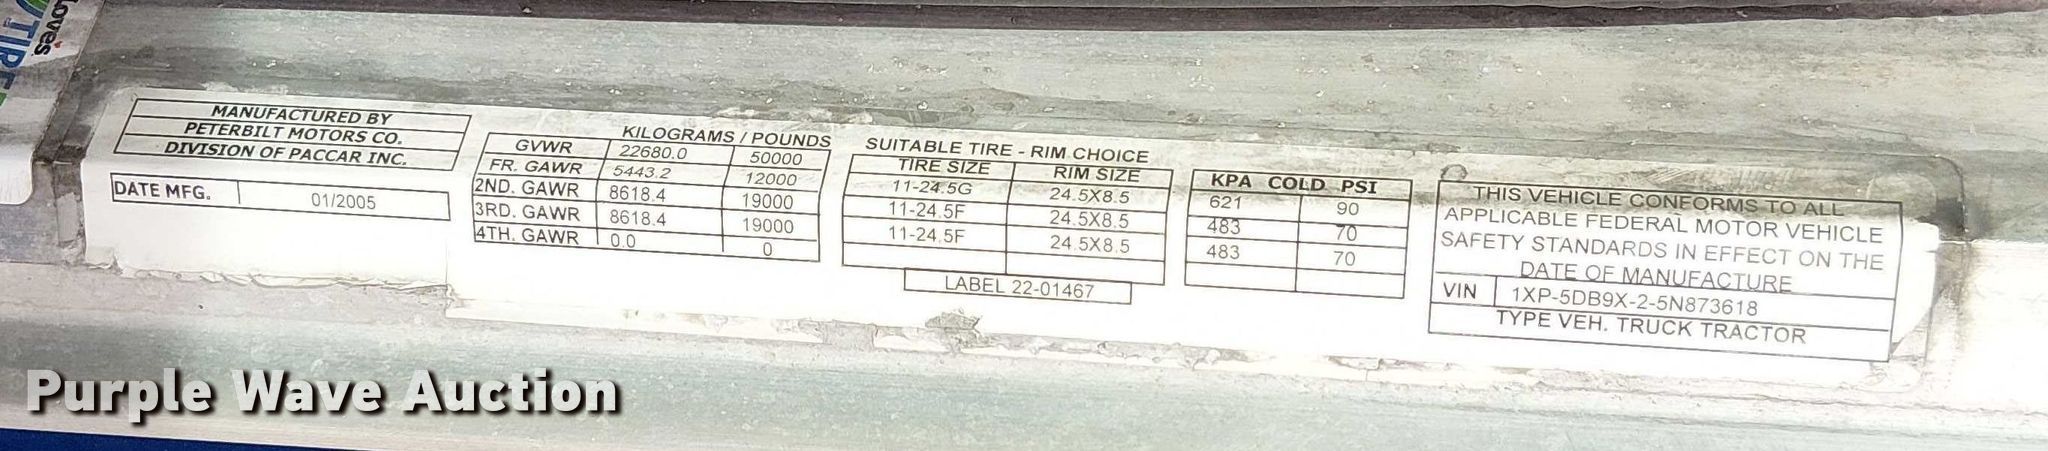 Love's
TIRE
MANUFACTURED BY
PETERBILT MOTORS CO.
DIVISION OF PACCAR INC.
DATE MFG. 01/2005
KILOGRAMS / POUNDS
GVWR 22680.0 50000
FR. GAWR 5443.2 12000
2ND. GAWR 8618.4 19000
3RD. GAWR 8618.4 19000
4TH. GAWR 0.0 0
SUITABLE TIRE - RIM CHOICE
TIRE SIZE RIM SIZE
11-24.5G 24.5X8.5
11-24.5F 24.5X8.5
11-24.5F 24.5X8.5
LABEL 22-01467
KPA COLD PSI
621 90
483 70
483 70
THIS VEHICLE CONFORMS TO ALL
APPLICABLE FEDERAL MOTOR VEHICLE
SAFETY STANDARDS IN EFFECT ON THE
DATE OF MANUFACTURE
VIN 1XP-5DB9X-2-5N873618
TYPE VEH. TRUCK TRACTOR
Purple Wave Auction